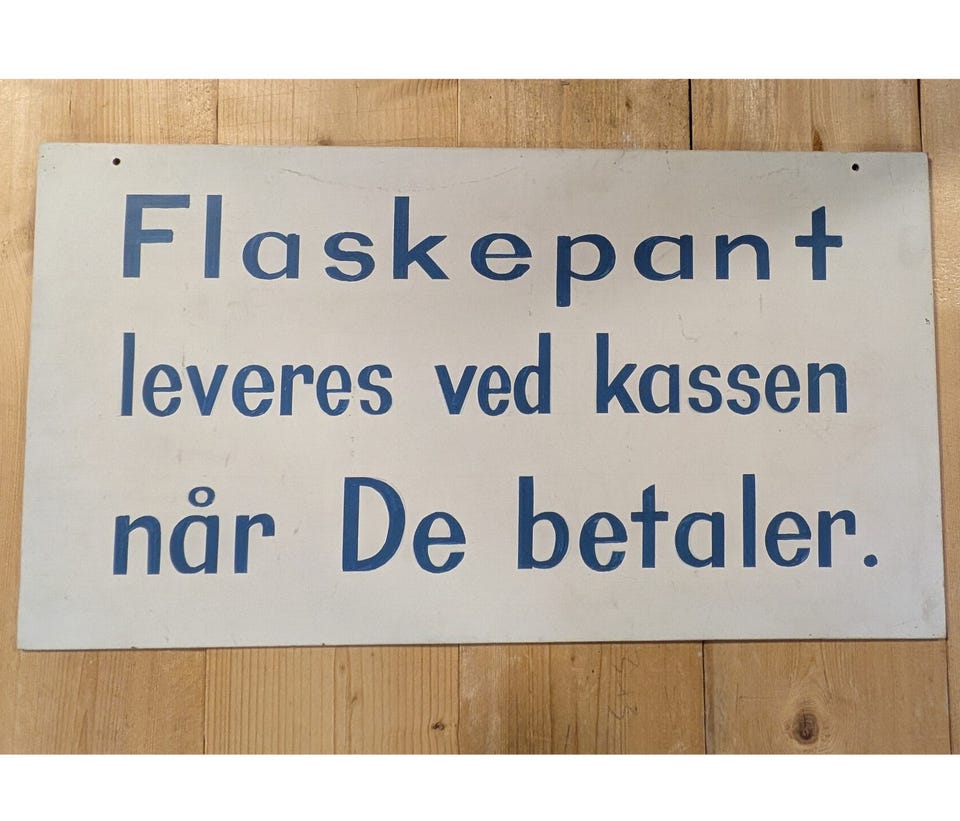 Flaskepant
leveres ved kassen
når De betaler.